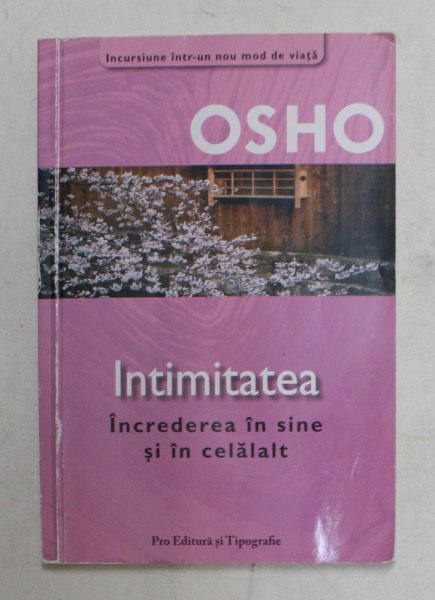 Incursiune într-un nou mod de viață
OSHO
Intimitatea
Încrederea în sine
și în celălalt
Pro Editură și Tipografie